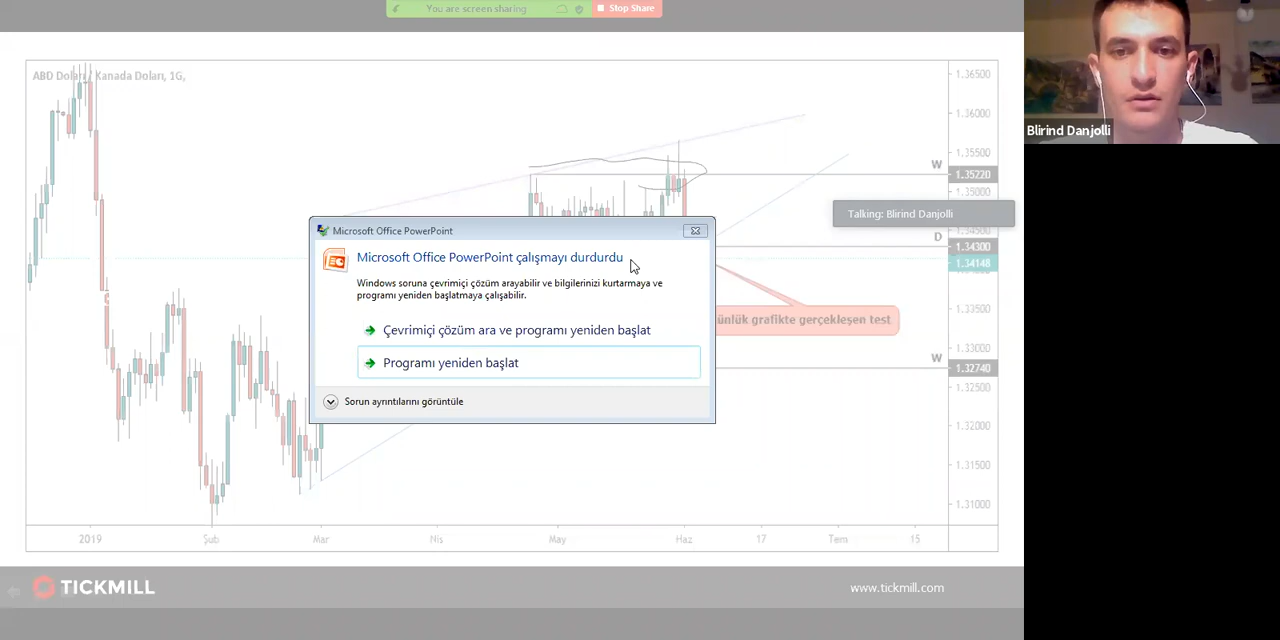 You are screen sharing
Stop Share
ABD Doları / Kanada Doları, 1G,
1.36500
1.36000
1.35500
W
1.35220
1.35000
Blirind Danjolli
Talking: Blirind Danjolli
D
1.34300
1.34148
1.33500
1.33000
W
1.32740
1.32500
1.32000
1.31500
1.31000
Microsoft Office PowerPoint
Microsoft Office PowerPoint çalışmayı durdurdu
Windows soruna çevrimiçi çözüm arayabilir ve bilgilerinizi kurtarmaya ve
programı yeniden başlatmaya çalışabilir.
Çevrimiçi çözüm ara ve programı yeniden başlat
Programı yeniden başlat
Sorun ayrıntılarını görüntüle
grafikte gerçekleşen test
2019
Şub
Mar
Nis
May
Haz
17
Tem
15
TICKMILL
www.tickmill.com